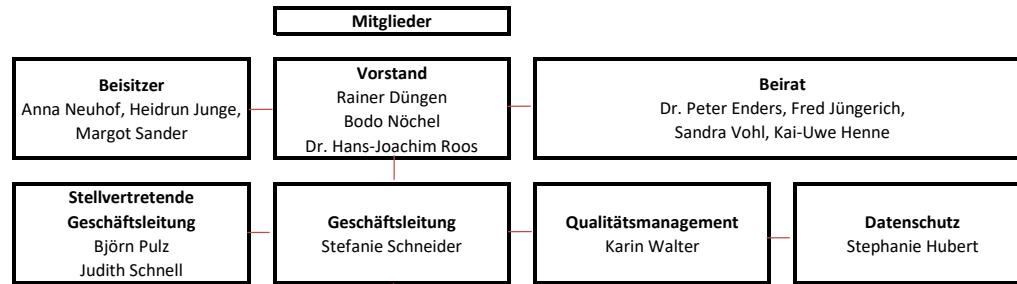 Mitglieder
Beisitzer
Anna Neuhof, Heidrun Junge,
Margot Sander
Vorstand
Rainer Düngen
Bodo Nöchel
Dr. Hans-Joachim Roos
Beirat
Dr. Peter Enders, Fred Jüngerich,
Sandra Vohl, Kai-Uwe Henne
Stellvertretende
Geschäftsleitung
Björn Pulz
Judith Schnell
Geschäftsleitung
Stefanie Schneider
Qualitätsmanagement
Karin Walter
Datenschutz
Stephanie Hubert